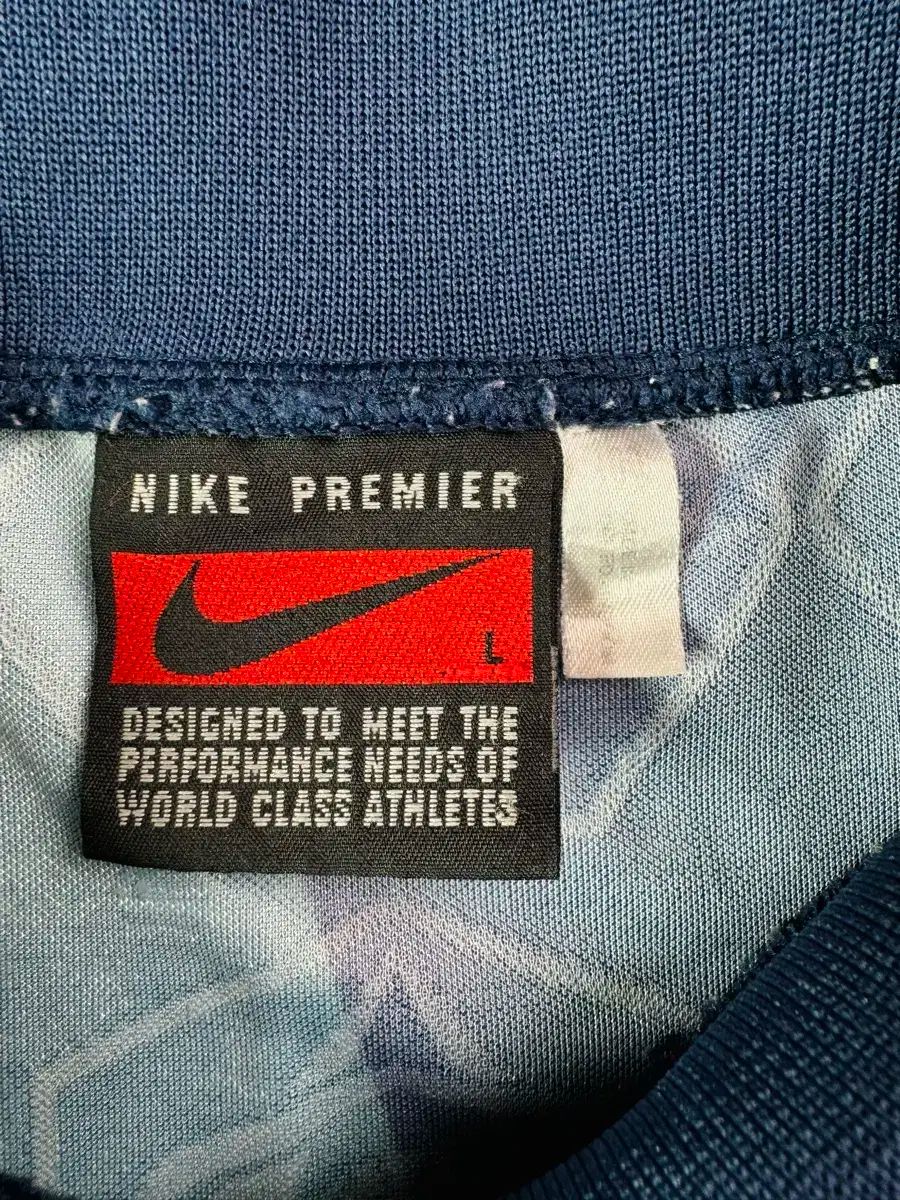 NIKE PREMIER
L
DESIGNED TO MEET THE
PERFORMANCE NEEDS OF
WORLD CLASS ATHLETES